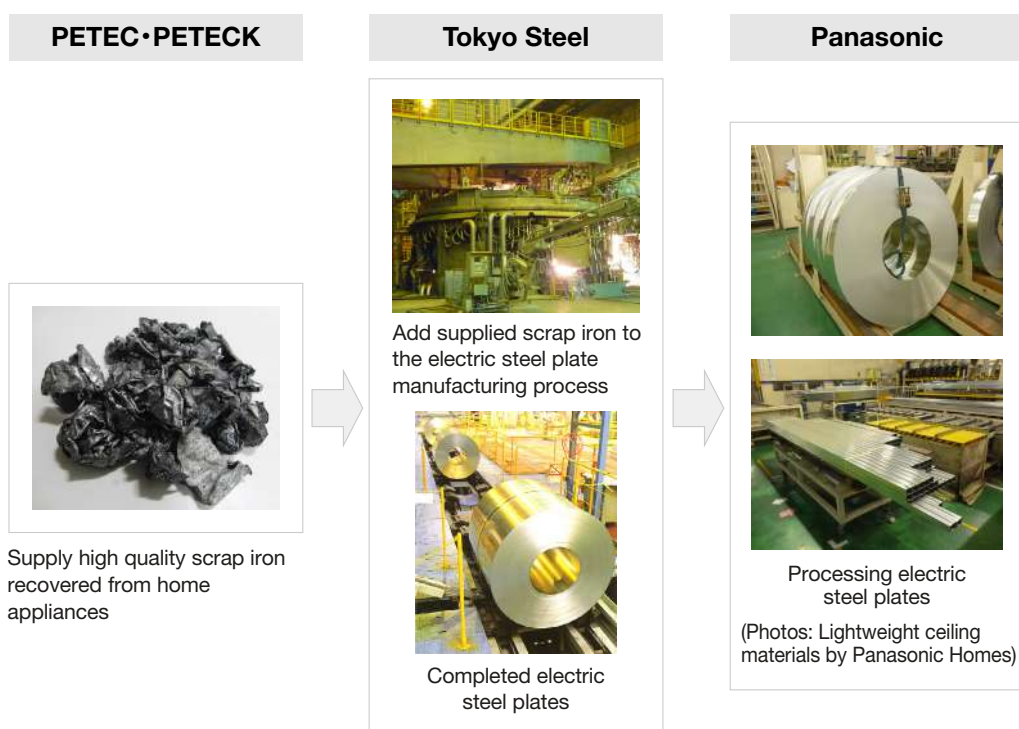 PETEC•PETECK
Tokyo Steel
Panasonic
Supply high quality scrap iron
recovered from home
appliances
Add supplied scrap iron to
the electric steel plate
manufacturing process
Completed electric
steel plates
Processing electric
steel plates
(Photos: Lightweight ceiling
materials by Panasonic Homes)